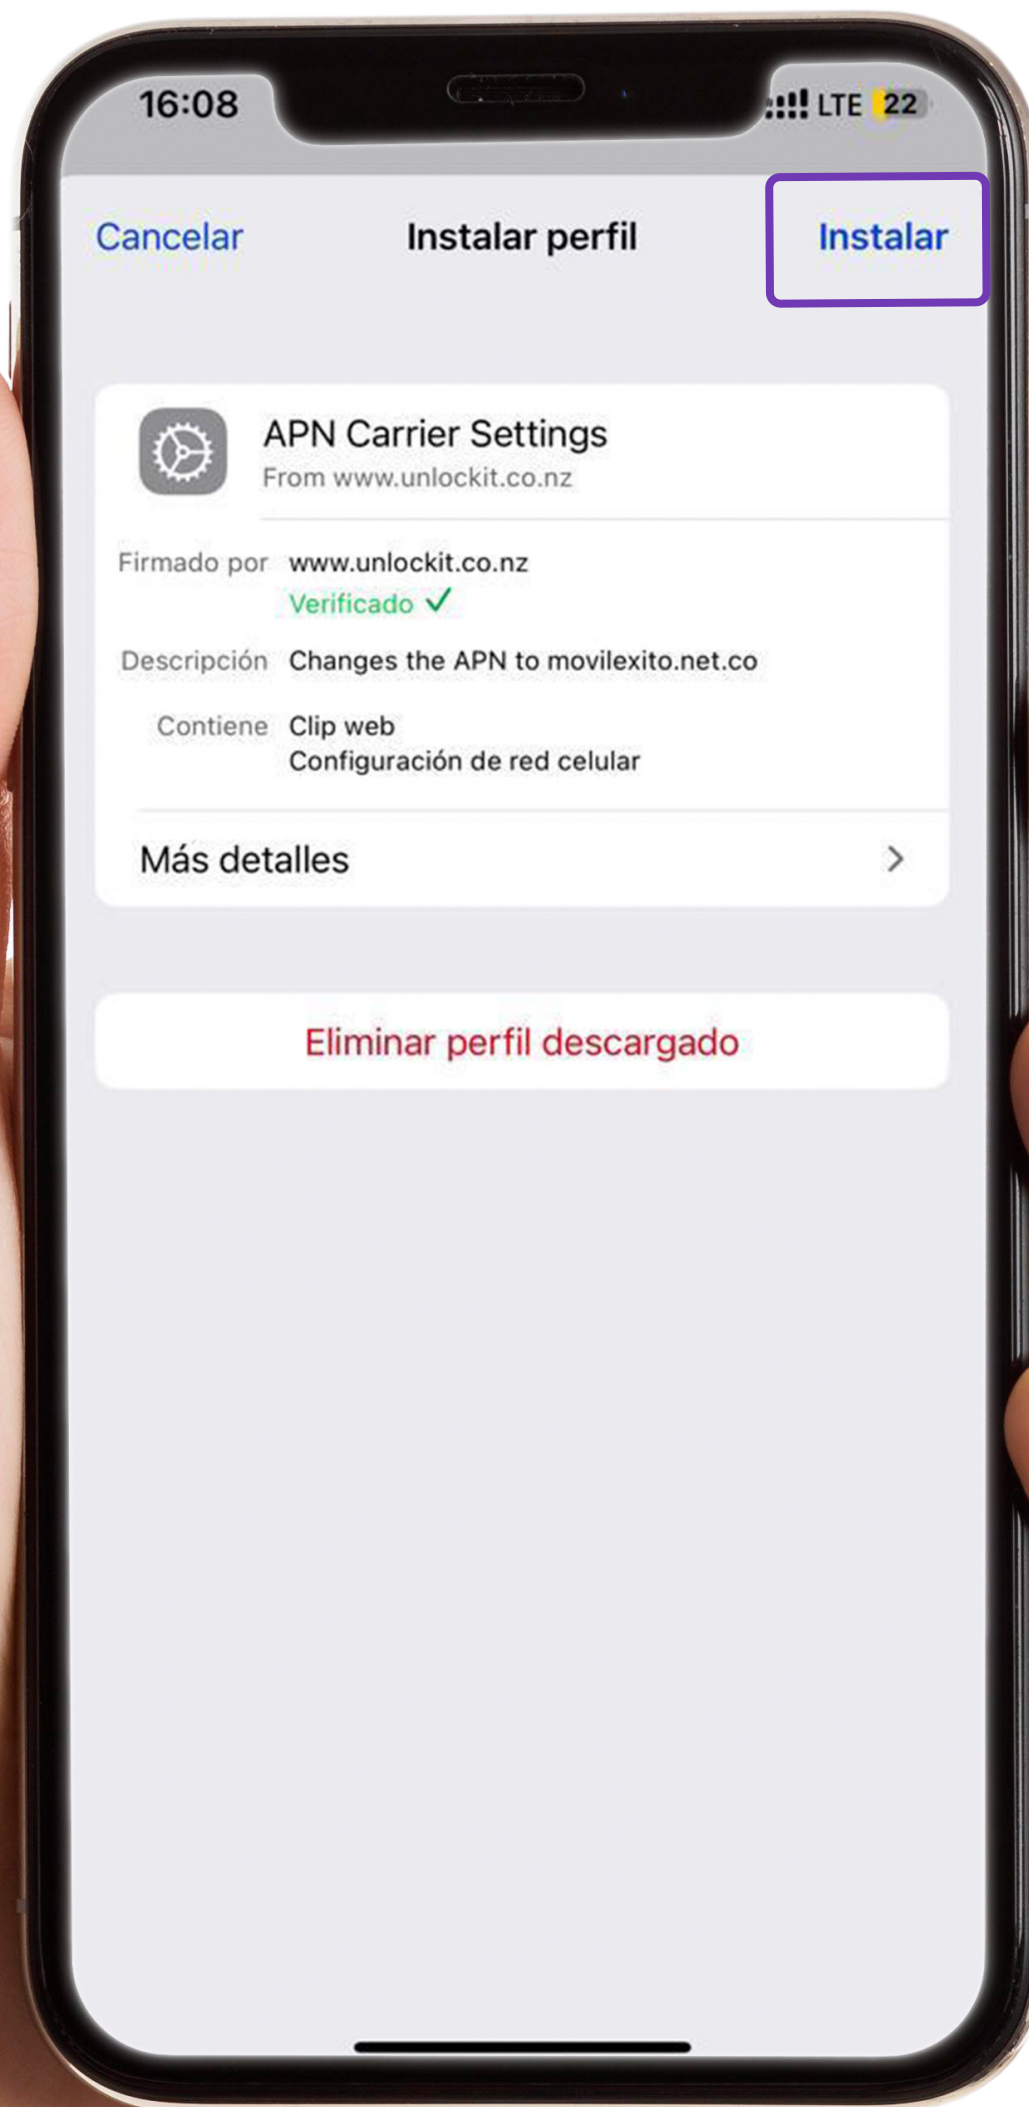 16:08
LTE 22
Cancelar Instalar perfil Instalar
APN Carrier Settings
From www.unlockit.co.nz
Firmado por www.unlockit.co.nz
Verificado ✓
Descripción Changes the APN to movilexito.net.co
Contiene Clip web
Configuración de red celular
Más detalles
Eliminar perfil descargado